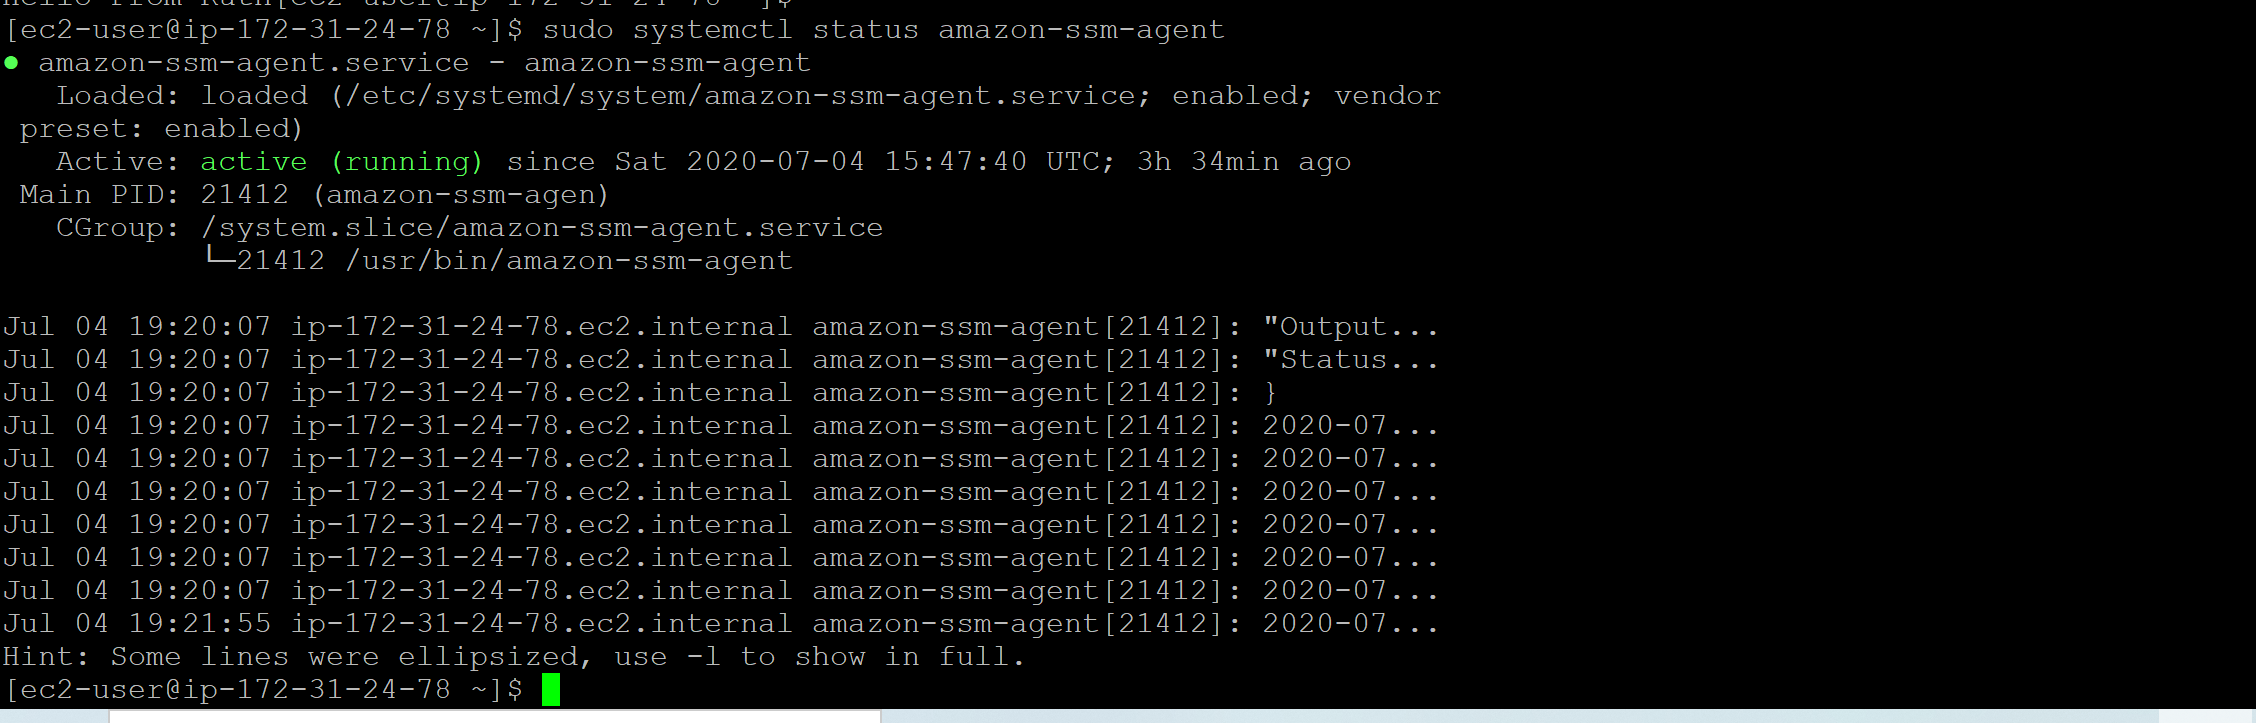 [ec2-user@ip-172-31-24-78 ~]$ sudo systemctl status amazon-ssm-agent
● amazon-ssm-agent.service - amazon-ssm-agent
   Loaded: loaded (/etc/systemd/system/amazon-ssm-agent.service; enabled; vendor
 preset: enabled)
   Active: active (running) since Sat 2020-07-04 15:47:40 UTC; 3h 34min ago
 Main PID: 21412 (amazon-ssm-agen)
   CGroup: /system.slice/amazon-ssm-agent.service
           └─21412 /usr/bin/amazon-ssm-agent

Jul 04 19:20:07 ip-172-31-24-78.ec2.internal amazon-ssm-agent[21412]: "Output...
Jul 04 19:20:07 ip-172-31-24-78.ec2.internal amazon-ssm-agent[21412]: "Status...
Jul 04 19:20:07 ip-172-31-24-78.ec2.internal amazon-ssm-agent[21412]: }
Jul 04 19:20:07 ip-172-31-24-78.ec2.internal amazon-ssm-agent[21412]: 2020-07...
Jul 04 19:20:07 ip-172-31-24-78.ec2.internal amazon-ssm-agent[21412]: 2020-07...
Jul 04 19:20:07 ip-172-31-24-78.ec2.internal amazon-ssm-agent[21412]: 2020-07...
Jul 04 19:20:07 ip-172-31-24-78.ec2.internal amazon-ssm-agent[21412]: 2020-07...
Jul 04 19:20:07 ip-172-31-24-78.ec2.internal amazon-ssm-agent[21412]: 2020-07...
Jul 04 19:20:07 ip-172-31-24-78.ec2.internal amazon-ssm-agent[21412]: 2020-07...
Jul 04 19:21:55 ip-172-31-24-78.ec2.internal amazon-ssm-agent[21412]: 2020-07...
Hint: Some lines were ellipsized, use -l to show in full.
[ec2-user@ip-172-31-24-78 ~]$